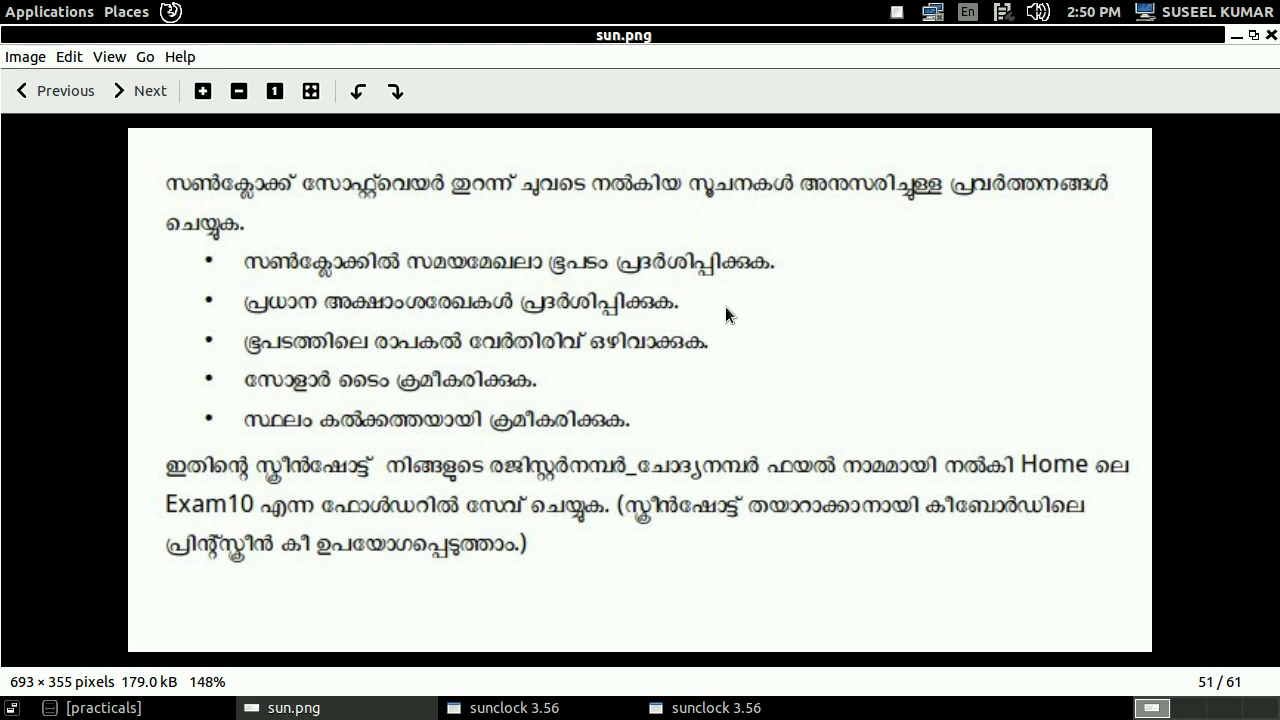 Applications Places En 2:50 PM SUSEEL KUMAR
sun.png
Image Edit View Go Help
Previous Next 1
സൺക്ലോക്ക് സോഫ്റ്റ്‌വെയർ തുറന്ന് ചുവടെ നൽകിയ സൂചനകൾ അനുസരിച്ചുള്ള പ്രവർത്തനങ്ങൾ
ചെയ്യുക.
• സൺക്ലോക്കിൽ സമയമേഖലാ ഭൂപടം പ്രദർശിപ്പിക്കുക.
• പ്രധാന അക്ഷാംശരേഖകൾ പ്രദർശിപ്പിക്കുക.
• ഭൂപടത്തിലെ രാപകൽ വേർതിരിവ് ഒഴിവാക്കുക.
• സോളാർ ടൈം ക്രമീകരിക്കുക.
• സ്ഥലം കൽക്കത്തയായി ക്രമീകരിക്കുക.
ഇതിന്റെ സ്ക്രീൻഷോട്ട് നിങ്ങളുടെ രജിസ്റ്റർനമ്പർ_ചോദ്യനമ്പർ ഫയൽ നാമമായി നൽകി Home ലെ
Exam10 എന്ന ഫോൾഡറിൽ സേവ് ചെയ്യുക. (സ്ക്രീൻഷോട്ട് തയാറാക്കാനായി കീബോർഡിലെ
പ്രിന്റ്സ്ക്രീൻ കീ ഉപയോഗപ്പെടുത്താം.)
693 × 355 pixels 179.0 kB 148% 51 / 61
[practicals] sun.png sunclock 3.56 sunclock 3.56